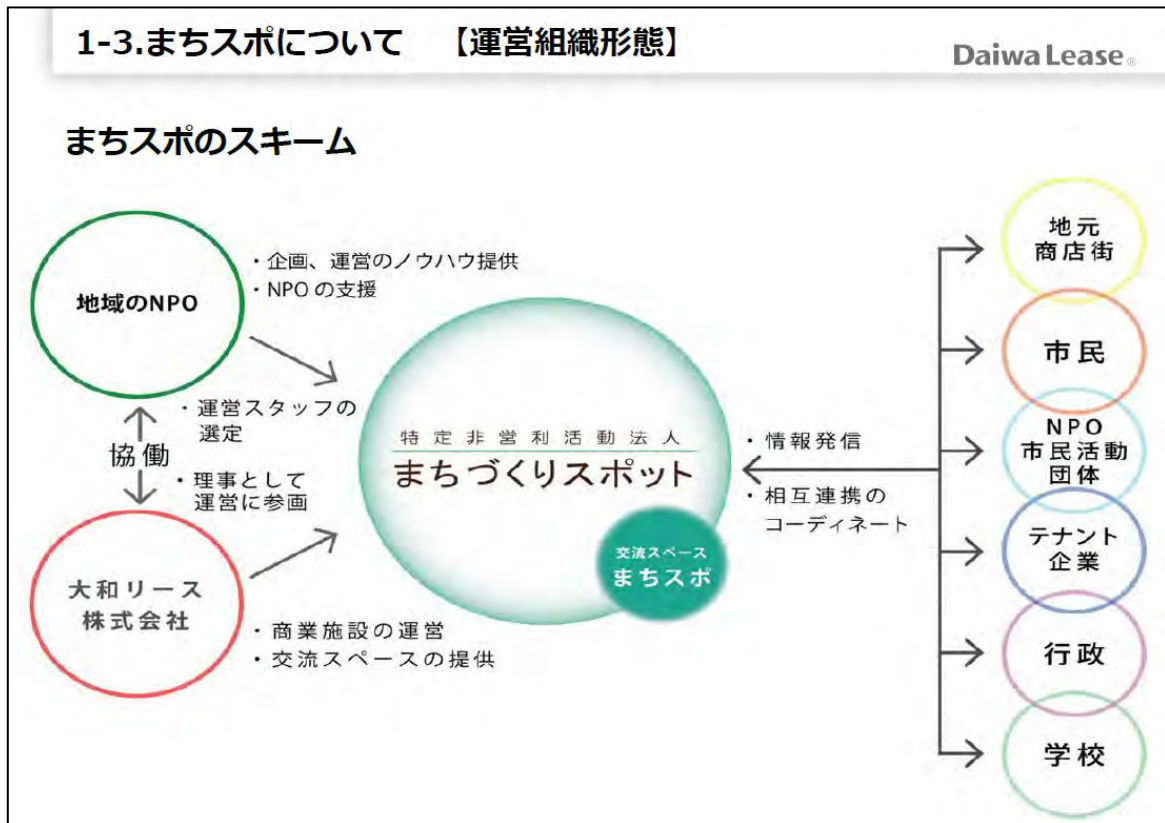 1-3.まちスポについて 【運営組織形態】
Daiwa Lease®
まちスポのスキーム
地域のNPO
・企画、運営のノウハウ提供
・NPOの支援
・運営スタッフの
選定
協働
・理事として
運営に参画
大和リース
株式会社
・商業施設の運営
・交流スペースの提供
特定非営利活動法人
まちづくりスポット
交流スペース
まちスポ
・情報発信
・相互連携の
コーディネート
地元
商店街
市民
NPO
市民活動
団体
テナント
企業
行政
学校